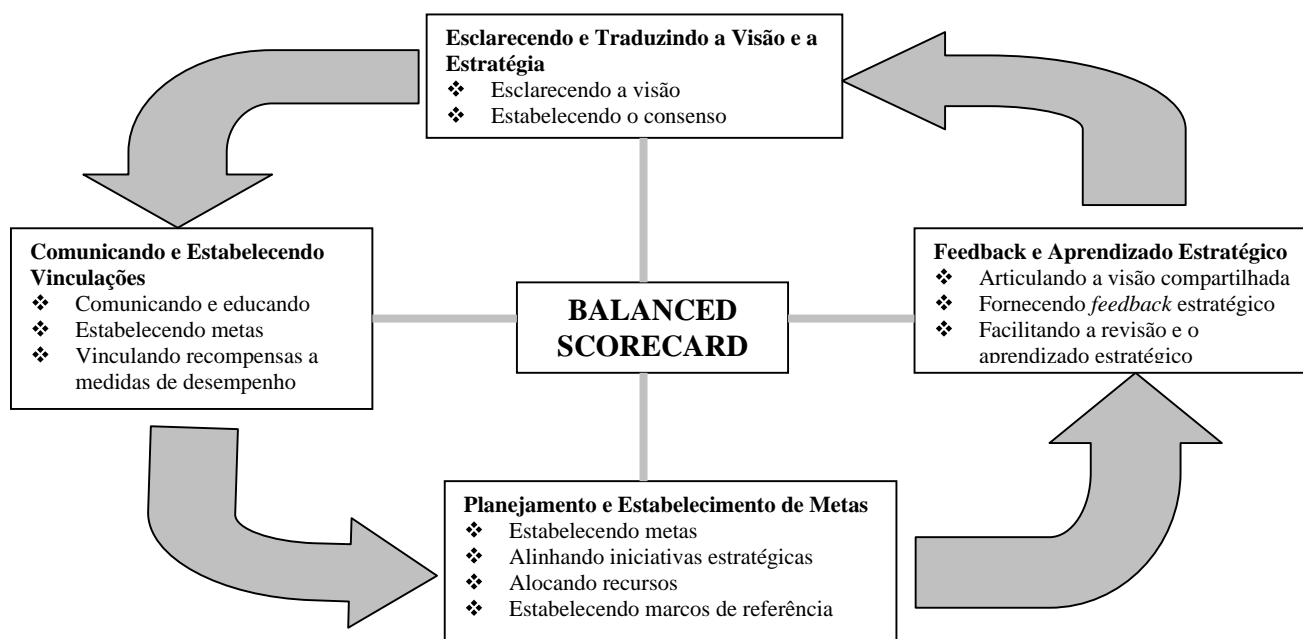 Esclarecendo e Traduzindo a Visão e a
Estratégia
❖ Esclarecendo a visão
❖ Estabelecendo o consenso
Comunicando e Estabelecendo
Vinculações
❖ Comunicando e educando
❖ Estabelecendo metas
❖ Vinculando recompensas a
medidas de desempenho
BALANCED
SCORECARD
Feedback e Aprendizado Estratégico
❖ Articulando a visão compartilhada
❖ Fornecendo feedback estratégico
❖ Facilitando a revisão e o
aprendizado estratégico
Planejamento e Estabelecimento de Metas
❖ Estabelecendo metas
❖ Alinhando iniciativas estratégicas
❖ Alocando recursos
❖ Estabelecendo marcos de referência